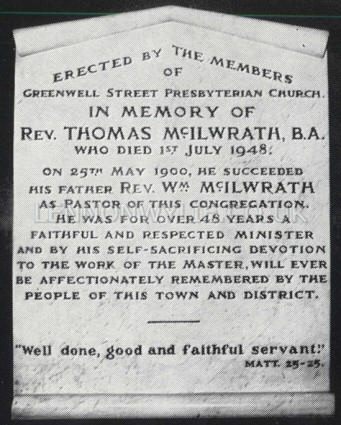 ERECTED BY THE MEMBERS
OF
GREENWELL STREET PRESBYTERIAN CHURCH.
IN MEMORY OF
REV. THOMAS McILWRATH, B.A.
WHO DIED 1ST JULY 1948.
ON 25TH MAY 1900, HE SUCCEEDED
HIS FATHER REV. WM McILWRATH
AS PASTOR OF THIS CONGREGATION.
HE WAS FOR OVER 48 YEARS A
FAITHFUL AND RESPECTED MINISTER
AND BY HIS SELF-SACRIFICING DEVOTION
TO THE WORK OF THE MASTER, WILL EVER
BE AFFECTIONATELY REMEMBERED BY THE
PEOPLE OF THIS TOWN AND DISTRICT.
"Well done, good and faithful servant."
MATT. 25-25.